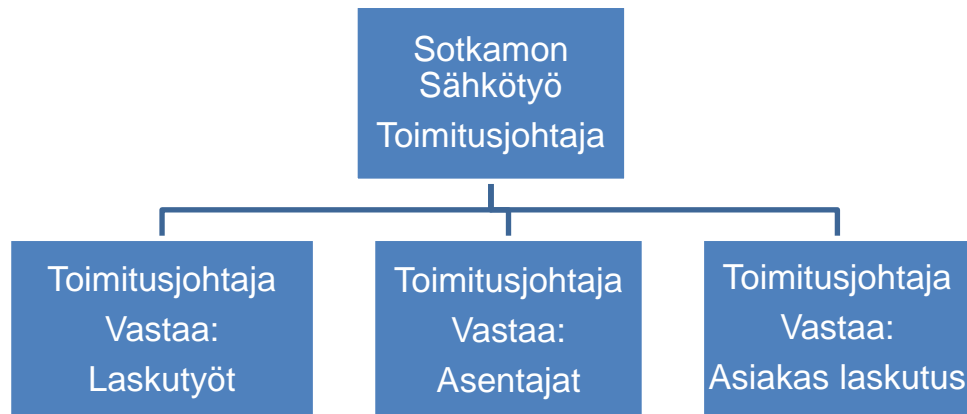 Sotkamon
Sähkötyö
Toimitusjohtaja
Toimitusjohtaja
Vastaa:
Laskutyöt
Toimitusjohtaja
Vastaa:
Asentajat
Toimitusjohtaja
Vastaa:
Asiakas laskutus